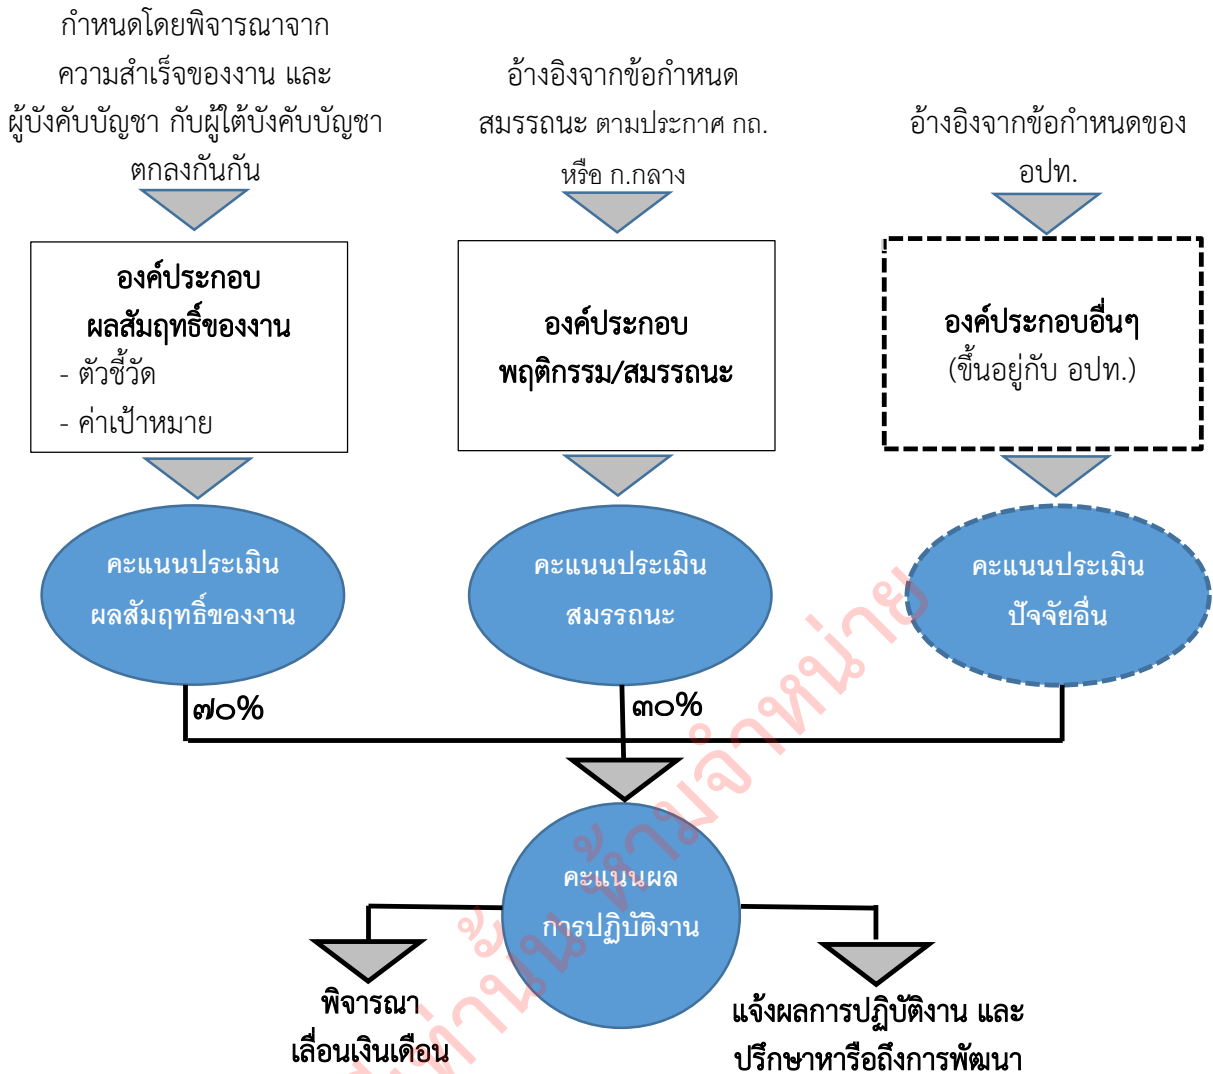 กำหนดโดยพิจารณาจาก
ความสำเร็จของงาน และ
ผู้บังคับบัญชา กับผู้ใต้บังคับบัญชา
ตกลงกันกัน
อ้างอิงจากข้อกำหนด
สมรรถนะ ตามประกาศ กถ.
หรือ ก.กลาง
อ้างอิงจากข้อกำหนดของ
อปท.
องค์ประกอบ
ผลสัมฤทธิ์ของงาน
- ตัวชี้วัด
- ค่าเป้าหมาย
องค์ประกอบ
พฤติกรรม/สมรรถนะ
องค์ประกอบอื่นๆ
(ขึ้นอยู่กับ อปท.)
คะแนนประเมิน
ผลสัมฤทธิ์ของงาน
คะแนนประเมิน
สมรรถนะ
คะแนนประเมิน
ปัจจัยอื่น
๗๐%
๓๐%
คะแนนผล
การปฏิบัติงาน
พิจารณา
เลื่อนเงินเดือน
แจ้งผลการปฏิบัติงาน และ
ปรึกษาหารือถึงการพัฒนา
ท่านั้น ห้ามจำหน่าย